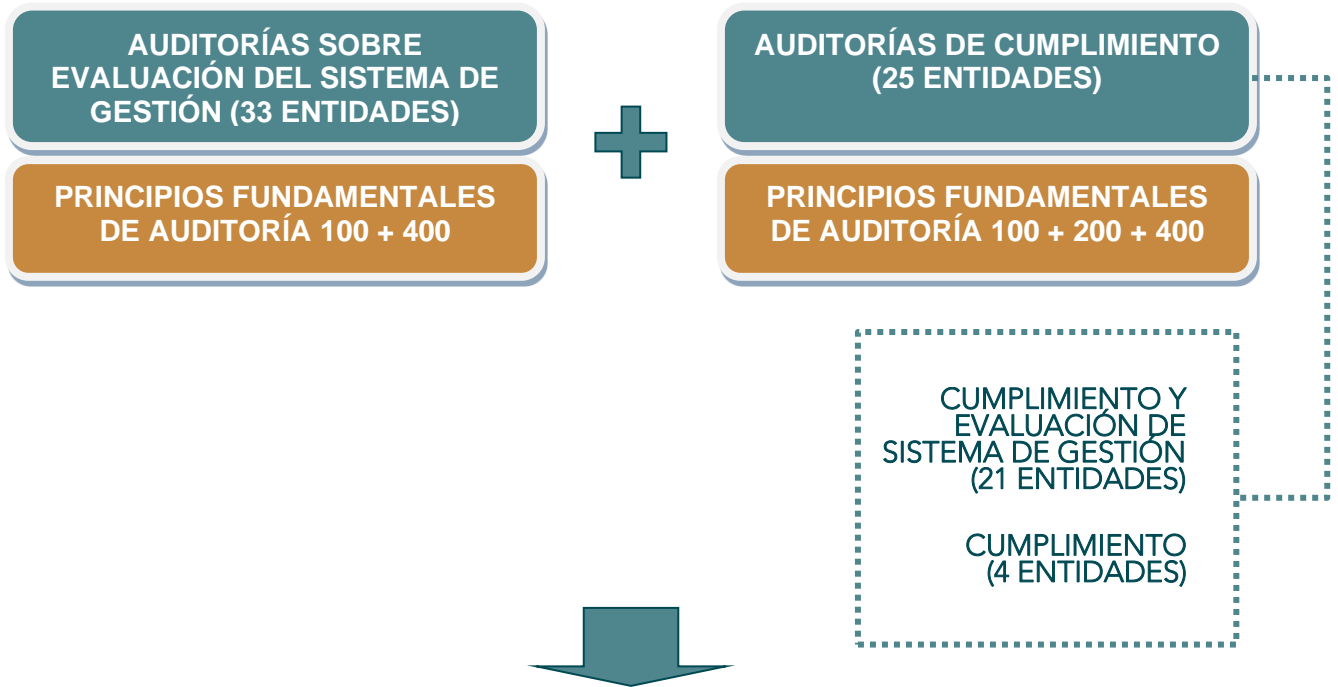 AUDITORÍAS SOBRE
EVALUACIÓN DEL SISTEMA DE
GESTIÓN (33 ENTIDADES)
PRINCIPIOS FUNDAMENTALES
DE AUDITORÍA 100 + 400
AUDITORÍAS DE CUMPLIMIENTO
(25 ENTIDADES)
PRINCIPIOS FUNDAMENTALES
DE AUDITORÍA 100 + 200 + 400
CUMPLIMIENTO Y
EVALUACIÓN DE
SISTEMA DE GESTIÓN
(21 ENTIDADES)
CUMPLIMIENTO
(4 ENTIDADES)